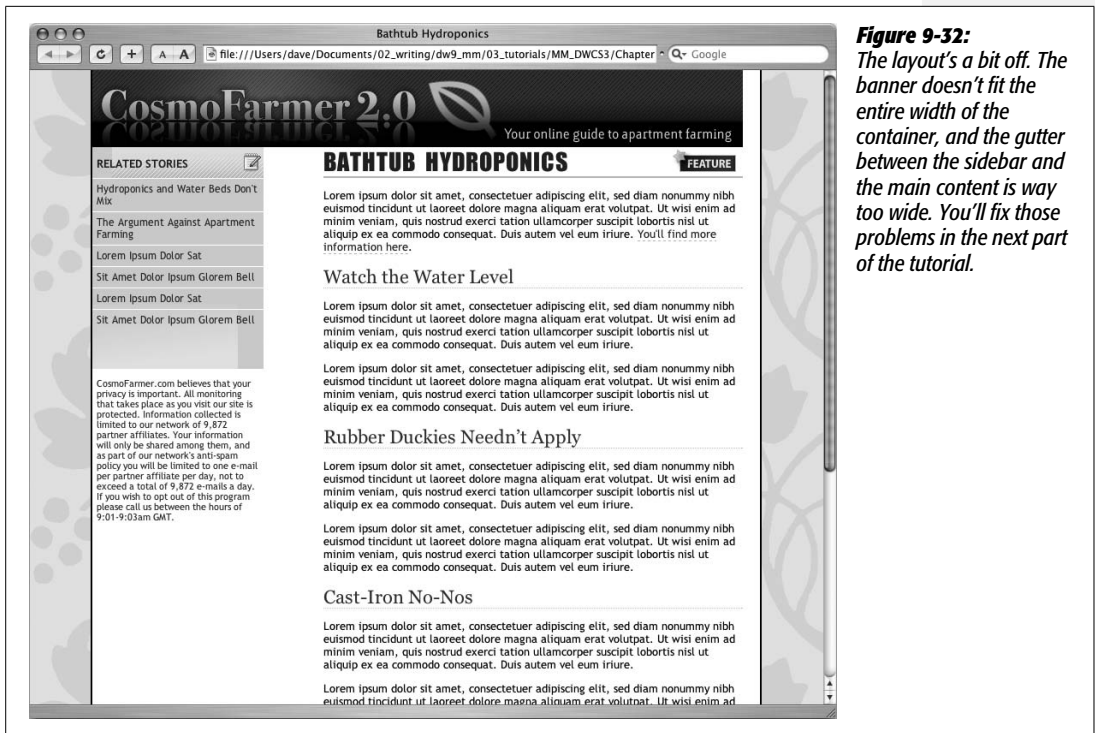 Bathtub Hydroponics
A A file:///Users/dave/Documents/02_writing/dw9_mm/03_tutorials/MM_DWCS3/Chapter Google
CosmoFarmer 2.0
Your online guide to apartment farming
RELATED STORIES
Hydroponics and Water Beds Don't
Mix
The Argument Against Apartment
Farming
Lorem Ipsum Dolor Sat
Sit Amet Dolor Ipsum Glorem Bell
Lorem Ipsum Dolor Sat
Sit Amet Dolor Ipsum Glorem Bell
CosmoFarmer.com believes that your
privacy is important. All monitoring
that takes place as you visit our site is
protected. Information collected is
limited to our network of 9,872
partner affiliates. Your information
will only be shared among them, and
as part of our network's anti-spam
policy you will be limited to one e-mail
per partner affiliate per day, not to
exceed a total of 9,872 e-mails a day.
If you wish to opt out of this program
please call us between the hours of
9:01-9:03am GMT.
BATHTUB HYDROPONICS
FEATURE
Lorem ipsum dolor sit amet, consectetuer adipiscing elit, sed diam nonummy nibh
euismod tincidunt ut laoreet dolore magna aliquam erat volutpat. Ut wisi enim ad
minim veniam, quis nostrud exerci tation ullamcorper suscipit lobortis nisl ut
aliquip ex ea commodo consequat. Duis autem vel eum iriure. You'll find more
information here.
Watch the Water Level
Lorem ipsum dolor sit amet, consectetuer adipiscing elit, sed diam nonummy nibh
euismod tincidunt ut laoreet dolore magna aliquam erat volutpat. Ut wisi enim ad
minim veniam, quis nostrud exerci tation ullamcorper suscipit lobortis nisl ut
aliquip ex ea commodo consequat. Duis autem vel eum iriure.
Lorem ipsum dolor sit amet, consectetuer adipiscing elit, sed diam nonummy nibh
euismod tincidunt ut laoreet dolore magna aliquam erat volutpat. Ut wisi enim ad
minim veniam, quis nostrud exerci tation ullamcorper suscipit lobortis nisl ut
aliquip ex ea commodo consequat. Duis autem vel eum iriure.
Rubber Duckies Needn’t Apply
Lorem ipsum dolor sit amet, consectetuer adipiscing elit, sed diam nonummy nibh
euismod tincidunt ut laoreet dolore magna aliquam erat volutpat. Ut wisi enim ad
minim veniam, quis nostrud exerci tation ullamcorper suscipit lobortis nisl ut
aliquip ex ea commodo consequat. Duis autem vel eum iriure.
Lorem ipsum dolor sit amet, consectetuer adipiscing elit, sed diam nonummy nibh
euismod tincidunt ut laoreet dolore magna aliquam erat volutpat. Ut wisi enim ad
minim veniam, quis nostrud exerci tation ullamcorper suscipit lobortis nisl ut
aliquip ex ea commodo consequat. Duis autem vel eum iriure.
Cast-Iron No-Nos
Lorem ipsum dolor sit amet, consectetuer adipiscing elit, sed diam nonummy nibh
euismod tincidunt ut laoreet dolore magna aliquam erat volutpat. Ut wisi enim ad
minim veniam, quis nostrud exerci tation ullamcorper suscipit lobortis nisl ut
aliquip ex ea commodo consequat. Duis autem vel eum iriure.
Lorem ipsum dolor sit amet, consectetuer adipiscing elit, sed diam nonummy nibh
euismod tincidunt ut laoreet dolore magna aliquam erat volutpat. Ut wisi enim ad
Figure 9-32:
The layout’s a bit off. The
banner doesn’t fit the
entire width of the
container, and the gutter
between the sidebar and
the main content is way
too wide. You’ll fix those
problems in the next part
of the tutorial.